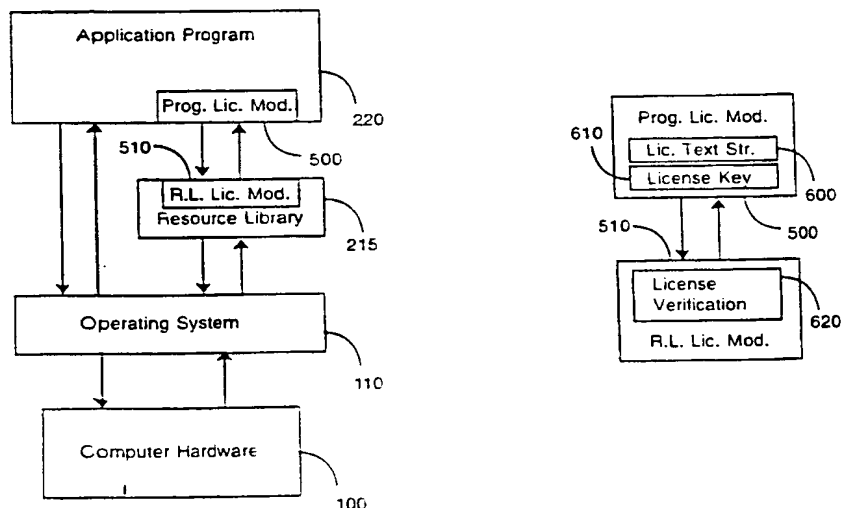 Application Program
Prog. Lic. Mod.
220
500
510
R.L. Lic. Mod.
Resource Library
215
Operating System
110
Computer Hardware
100
Prog. Lic. Mod.
610
Lic. Text Str.
License Key
600
510
500
License
Verification
620
R.L. Lic. Mod.